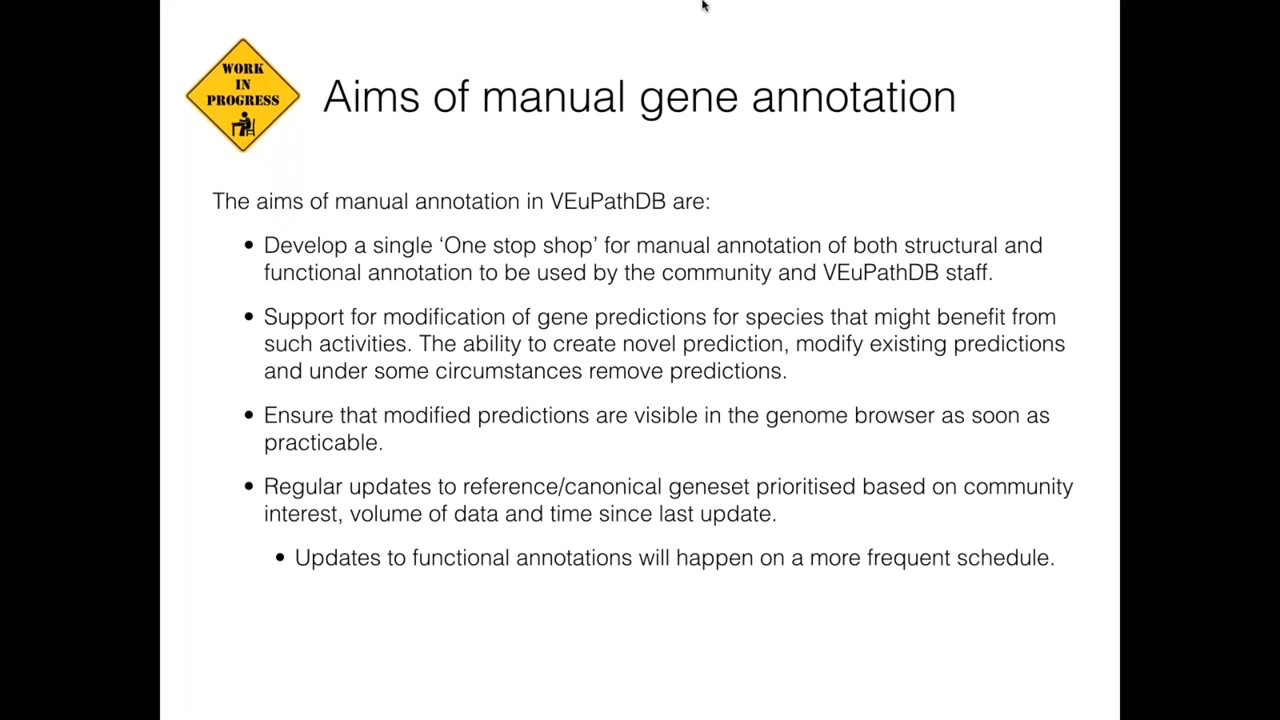 WORK
IN
PROGRESS
Aims of manual gene annotation
The aims of manual annotation in VEuPathDB are:
• Develop a single ‘One stop shop’ for manual annotation of both structural and
functional annotation to be used by the community and VEuPathDB staff.
• Support for modification of gene predictions for species that might benefit from
such activities. The ability to create novel prediction, modify existing predictions
and under some circumstances remove predictions.
• Ensure that modified predictions are visible in the genome browser as soon as
practicable.
• Regular updates to reference/canonical geneset prioritised based on community
interest, volume of data and time since last update.
• Updates to functional annotations will happen on a more frequent schedule.